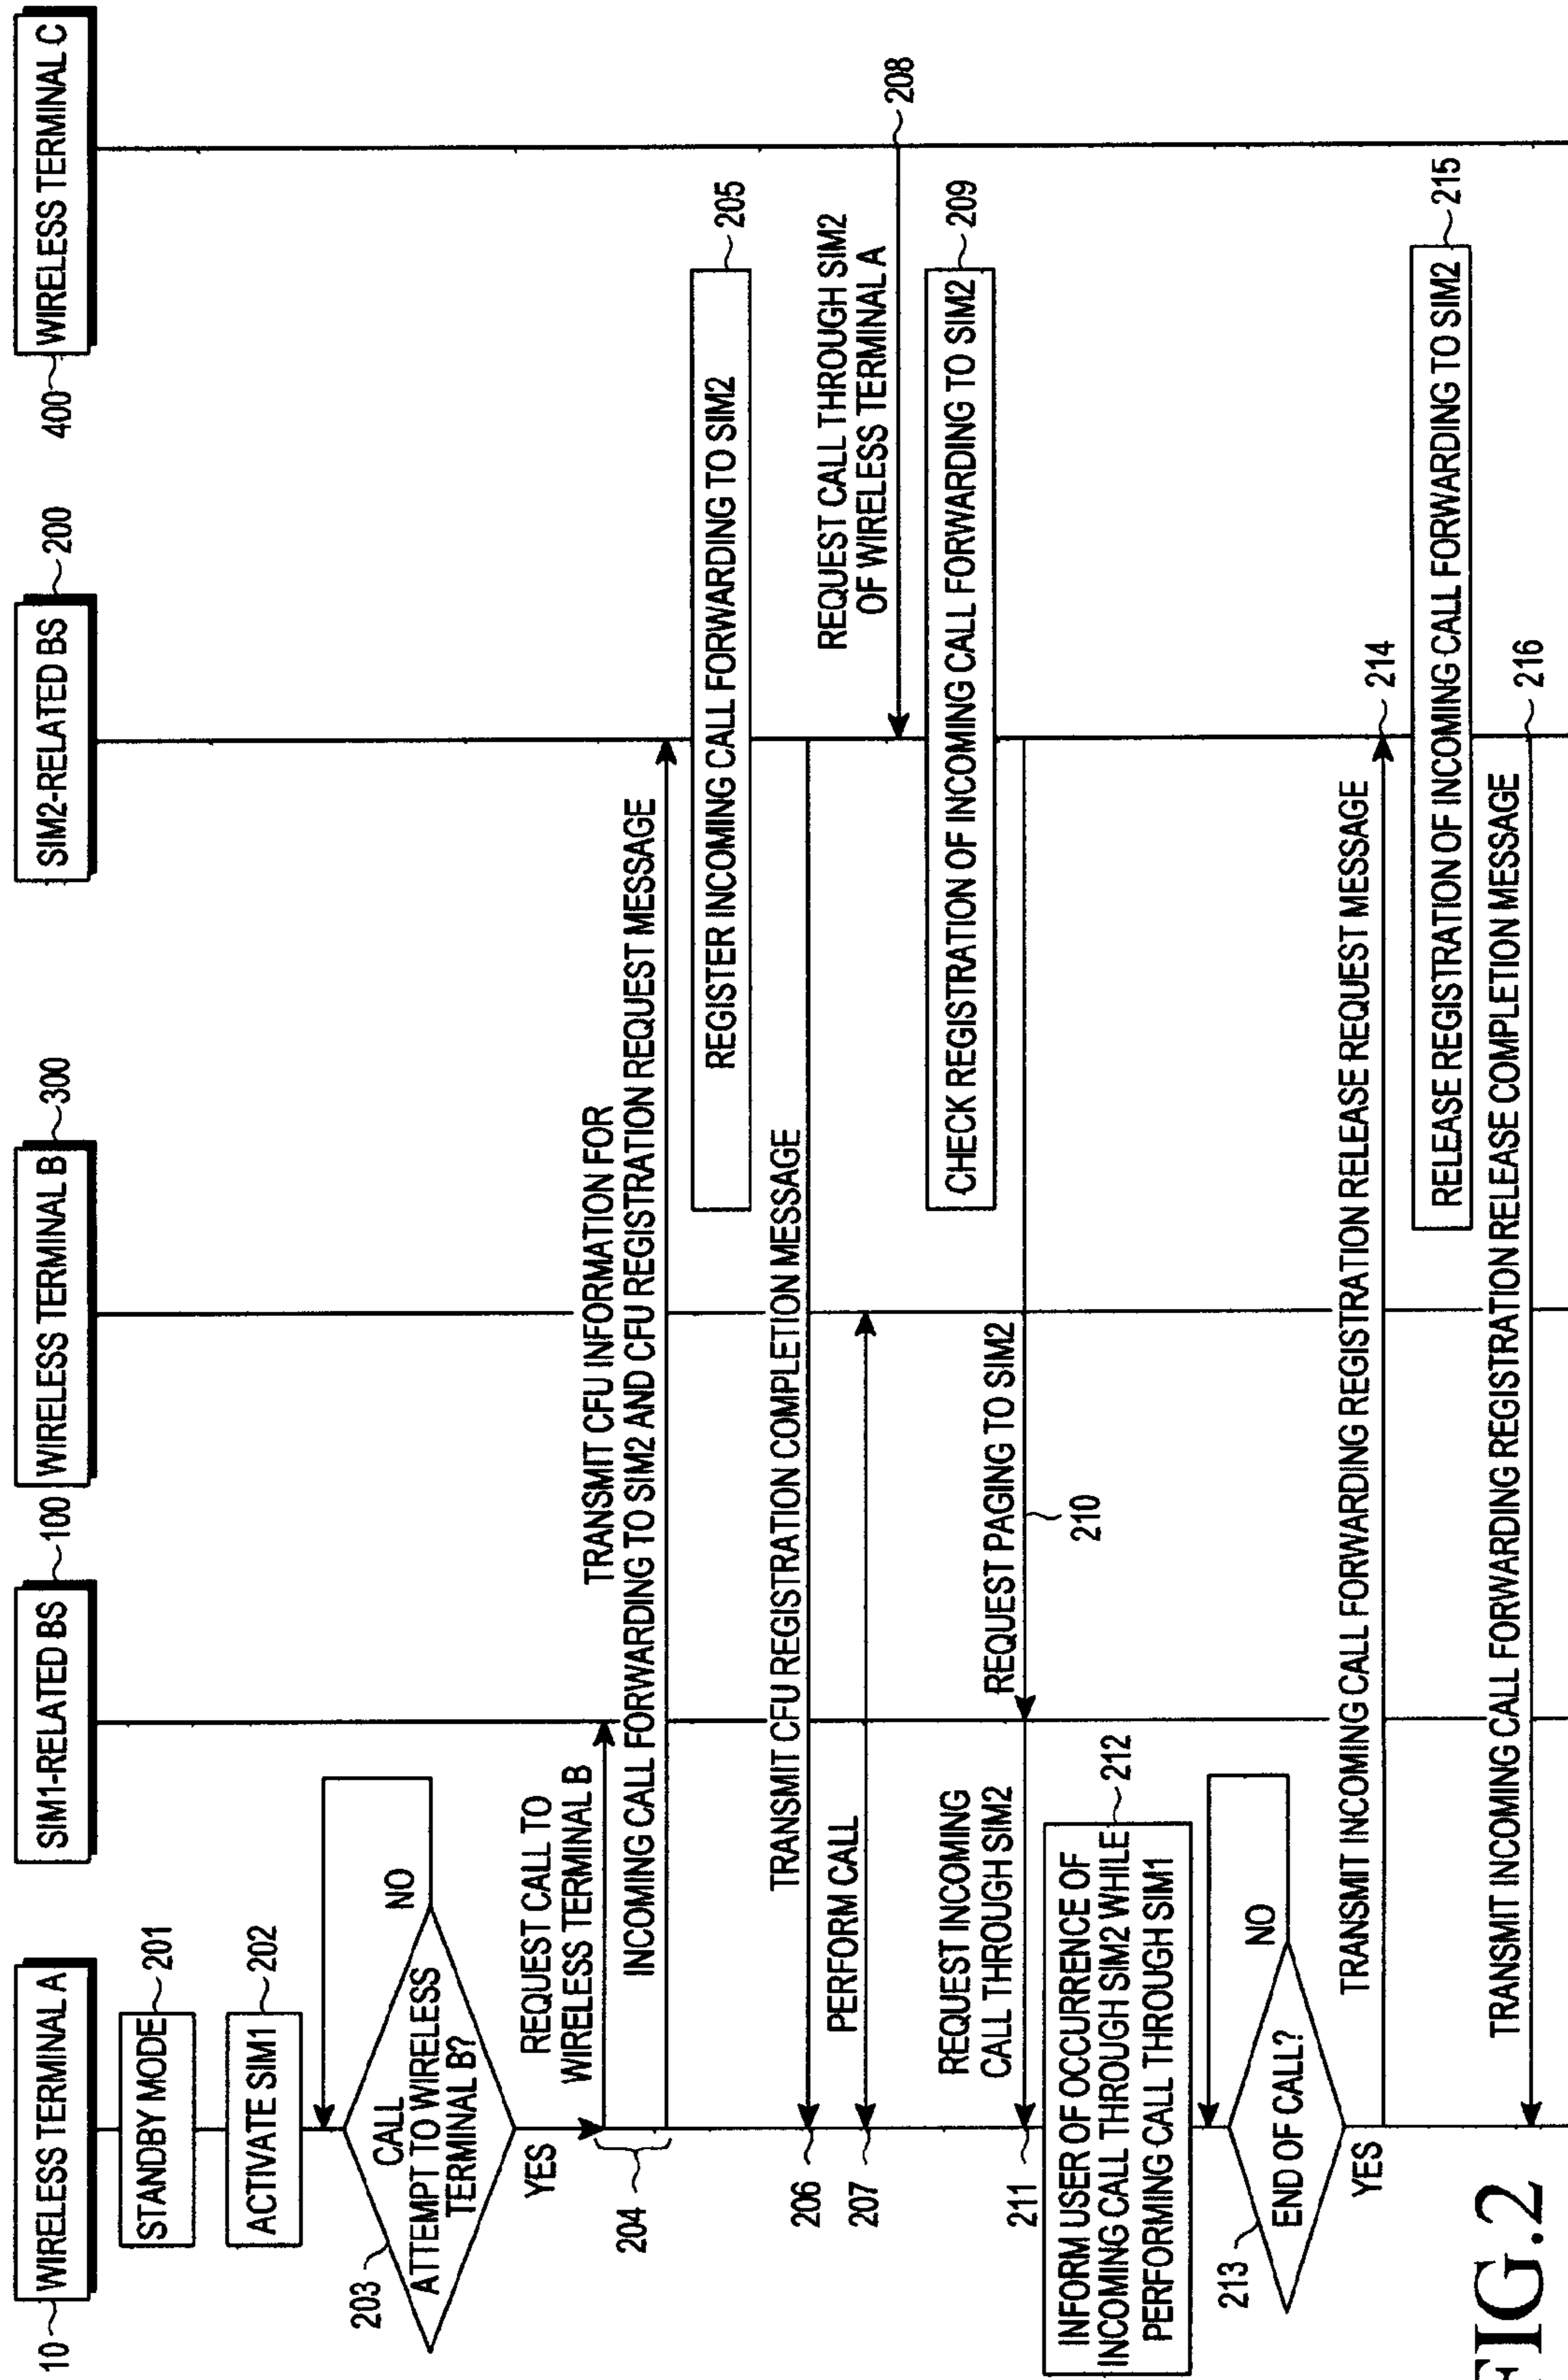 10
WIRELESS TERMINAL A
SIM1-RELATED BS
100
WIRELESS TERMINAL B
300
SIM2-RELATED BS
200
400
WIRELESS TERMINAL C
STANDBY MODE
201
ACTIVATE SIM1
202
203
CALL
ATTEMPT TO WIRELESS
TERMINAL B?
NO
YES
REQUEST CALL TO
WIRELESS TERMINAL B
204
TRANSMIT CFU INFORMATION FOR
INCOMING CALL FORWARDING TO SIM2 AND CFU REGISTRATION REQUEST MESSAGE
REGISTER INCOMING CALL FORWARDING TO SIM2
205
TRANSMIT CFU REGISTRATION COMPLETION MESSAGE
206
PERFORM CALL
207
REQUEST CALL THROUGH SIM2
OF WIRELESS TERMINAL A
208
CHECK REGISTRATION OF INCOMING CALL FORWARDING TO SIM2
209
REQUEST PAGING TO SIM2
210
REQUEST INCOMING
CALL THROUGH SIM2
211
INFORM USER OF OCCURRENCE OF
INCOMING CALL THROUGH SIM2 WHILE
PERFORMING CALL THROUGH SIM1
212
213
END OF CALL?
NO
YES
TRANSMIT INCOMING CALL FORWARDING REGISTRATION RELEASE REQUEST MESSAGE
214
RELEASE REGISTRATION OF INCOMING CALL FORWARDING TO SIM2
215
TRANSMIT INCOMING CALL FORWARDING REGISTRATION RELEASE COMPLETION MESSAGE
216
FIG.2